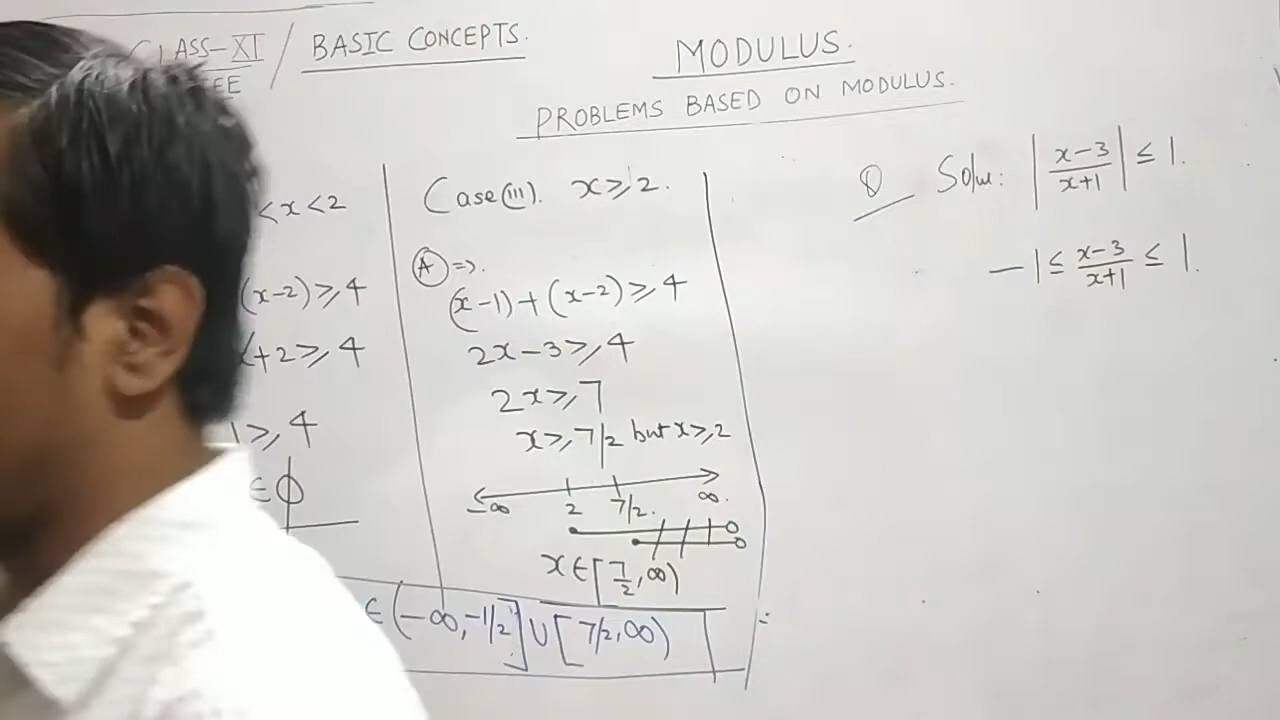 CLASS-XI / BASIC CONCEPTS.
EE
MODULUS.
PROBLEMS BASED ON MODULUS.
< x < 2
(x-2) ≥ 4
x+2 ≥ 4
1 ≥ 4
∈ ϕ
Case (iii). x ≥ 2.
(A) ⇒
(x-1) + (x-2) ≥ 4
2x-3 ≥ 4
2x ≥ 7
x ≥ 7/2 but x ≥ 2
-∞ 2 7/2. ∞.
x ∈ [7/2, ∞)
∈ (-∞, -1/2] ∪ [7/2, ∞)
Q Solve: |x-3/x+1| ≤ 1.
-1 ≤ x-3/x+1 ≤ 1.